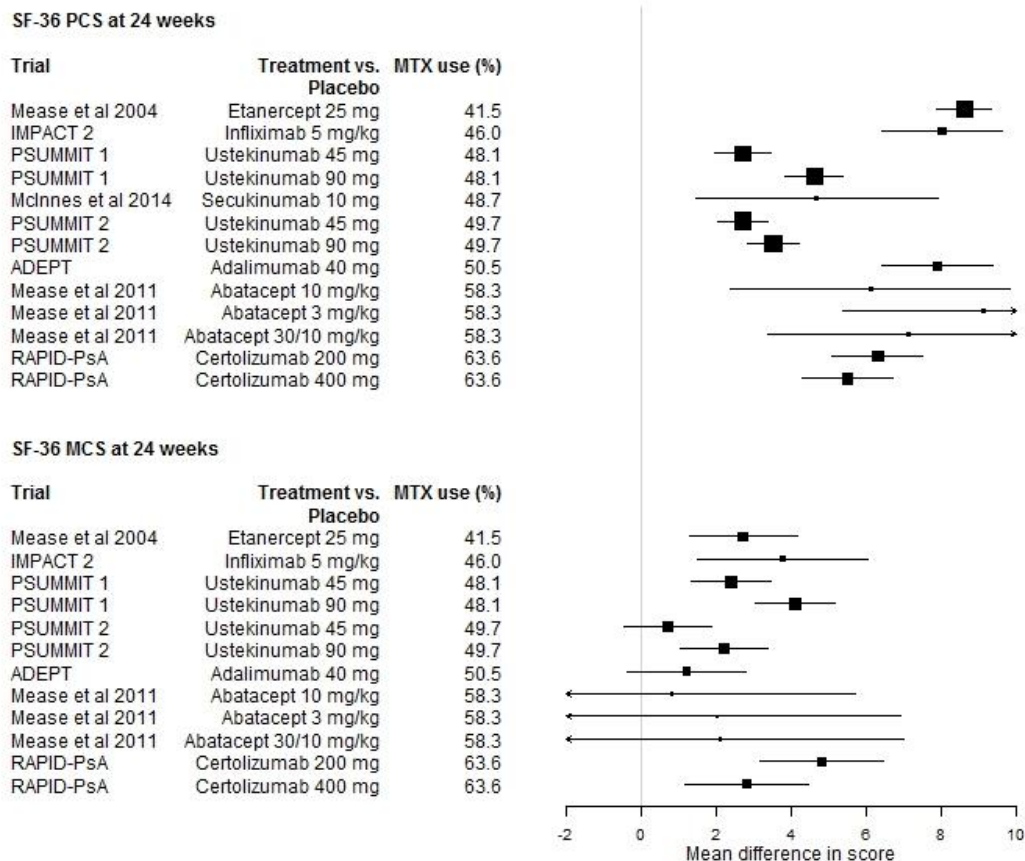 SF-36 PCS at 24 weeks
Trial Treatment vs. MTX use (%)
Placebo
Mease et al 2004 Etanercept 25 mg 41.5
IMPACT 2 Infliximab 5 mg/kg 46.0
PSUMMIT 1 Ustekinumab 45 mg 48.1
PSUMMIT 1 Ustekinumab 90 mg 48.1
McInnes et al 2014 Secukinumab 10 mg 48.7
PSUMMIT 2 Ustekinumab 45 mg 49.7
PSUMMIT 2 Ustekinumab 90 mg 49.7
ADEPT Adalimumab 40 mg 50.5
Mease et al 2011 Abatacept 10 mg/kg 58.3
Mease et al 2011 Abatacept 3 mg/kg 58.3
Mease et al 2011 Abatacept 30/10 mg/kg 58.3
RAPID-PsA Certolizumab 200 mg 63.6
RAPID-PsA Certolizumab 400 mg 63.6
SF-36 MCS at 24 weeks
Trial Treatment vs. MTX use (%)
Placebo
Mease et al 2004 Etanercept 25 mg 41.5
IMPACT 2 Infliximab 5 mg/kg 46.0
PSUMMIT 1 Ustekinumab 45 mg 48.1
PSUMMIT 1 Ustekinumab 90 mg 48.1
PSUMMIT 2 Ustekinumab 45 mg 49.7
PSUMMIT 2 Ustekinumab 90 mg 49.7
ADEPT Adalimumab 40 mg 50.5
Mease et al 2011 Abatacept 10 mg/kg 58.3
Mease et al 2011 Abatacept 3 mg/kg 58.3
Mease et al 2011 Abatacept 30/10 mg/kg 58.3
RAPID-PsA Certolizumab 200 mg 63.6
RAPID-PsA Certolizumab 400 mg 63.6
-2 0 2 4 6 8 10
Mean difference in score